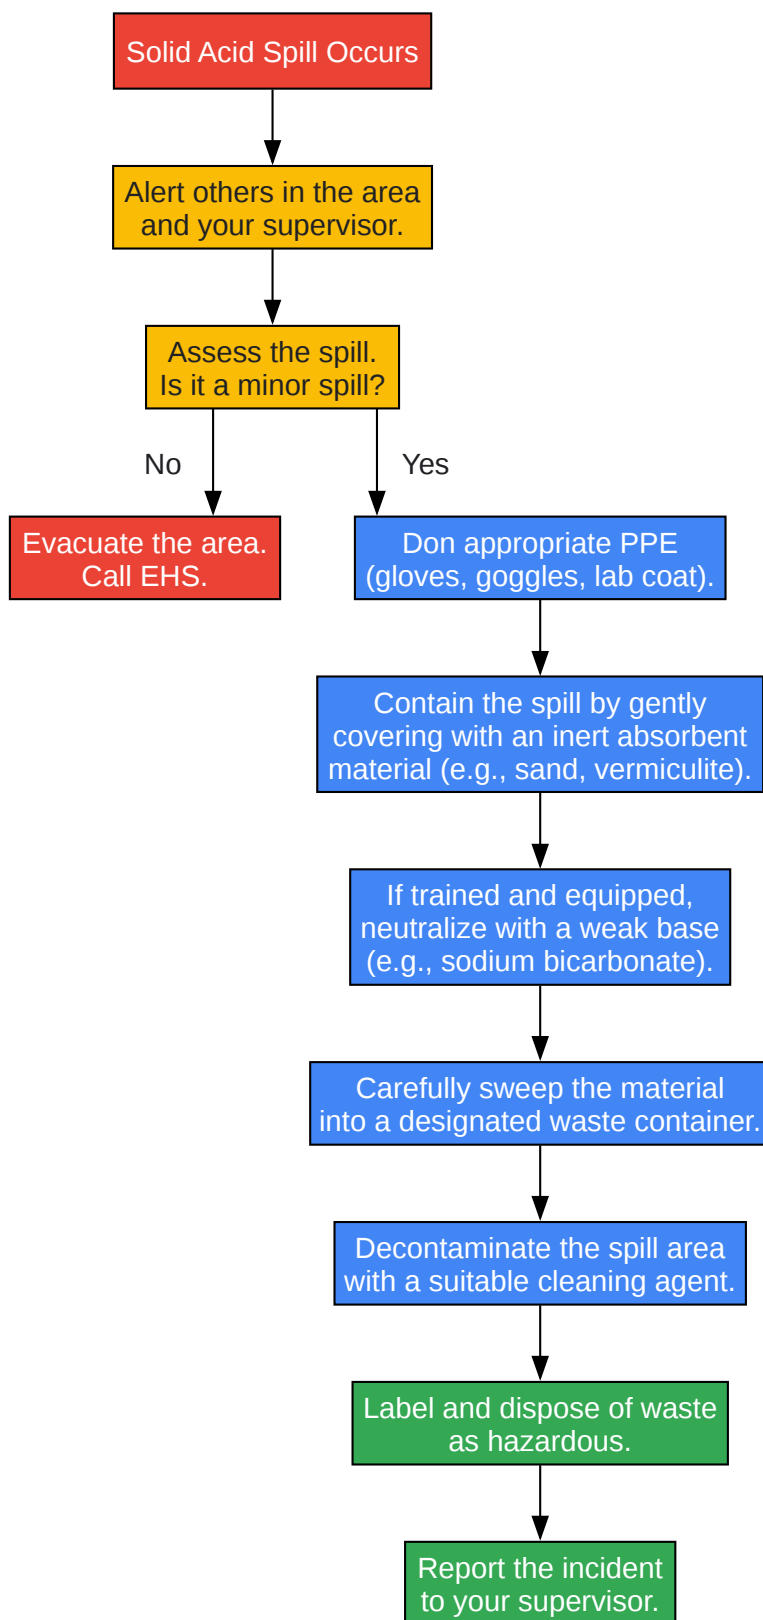 Solid Acid Spill Occurs
Alert others in the area
and your supervisor.
Assess the spill.
Is it a minor spill?
No
Yes
Evacuate the area.
Call EHS.
Don appropriate PPE
(gloves, goggles, lab coat).
Contain the spill by gently
covering with an inert absorbent
material (e.g., sand, vermiculite).
If trained and equipped,
neutralize with a weak base
(e.g., sodium bicarbonate).
Carefully sweep the material
into a designated waste container.
Decontaminate the spill area
with a suitable cleaning agent.
Label and dispose of waste
as hazardous.
Report the incident
to your supervisor.